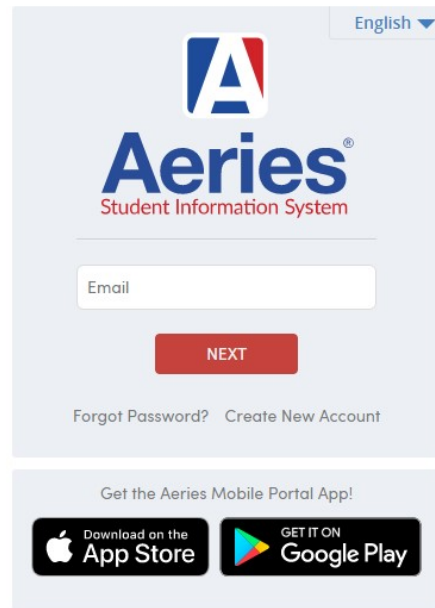 English
A
Aeries®
Student Information System
Email
NEXT
Forgot Password? Create New Account
Get the Aeries Mobile Portal App!
Download on the
App Store
GET IT ON
Google Play